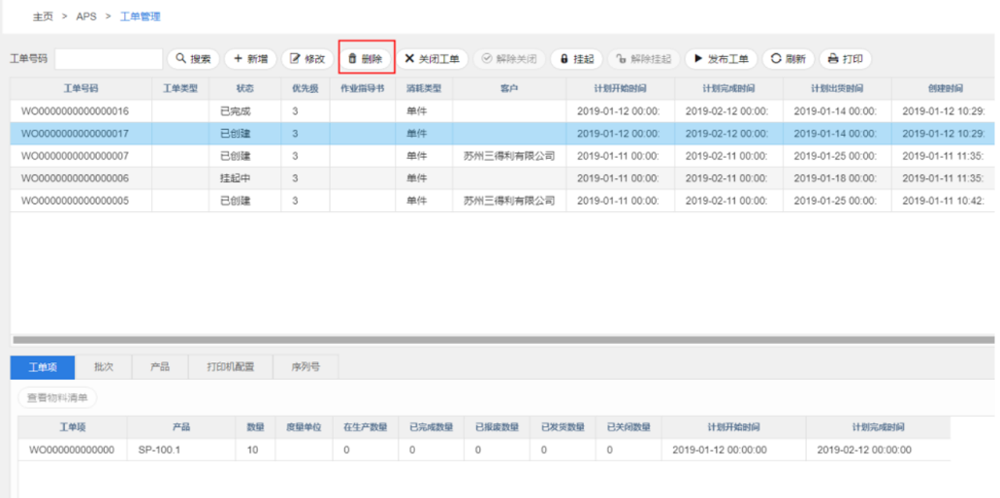 主页 > APS > 工单管理
工单号码 搜索 新增 修改 删除 关闭工单 解除关闭 挂起 解除挂起 发布工单 刷新 打印
工单号码 工单类型 状态 优先级 作业指导书 消耗类型 客户 计划开始时间 计划完成时间 计划出货时间 创建时间
WO0000000000000016 已完成 3 单件 2019-01-12 00:00: 2019-02-12 00:00: 2019-01-14 00:00: 2019-01-12 10:29:
WO0000000000000017 已创建 3 单件 2019-01-12 00:00: 2019-02-12 00:00: 2019-01-14 00:00: 2019-01-12 10:29:
WO0000000000000007 已创建 3 单件 苏州三得利有限公司 2019-01-11 00:00: 2019-02-11 00:00: 2019-01-25 00:00: 2019-01-11 11:35:
WO0000000000000006 挂起中 3 单件 2019-01-11 00:00: 2019-02-11 00:00: 2019-01-18 00:00: 2019-01-11 11:35:
WO0000000000000005 已创建 3 单件 苏州三得利有限公司 2019-01-11 00:00: 2019-02-11 00:00: 2019-01-25 00:00: 2019-01-11 10:42:
工单项 批次 产品 打印机配置 序列号
查看物料清单
工单项 产品 数量 度量单位 在生产数量 已完成数量 已报废数量 已发货数量 已关闭数量 计划开始时间 计划完成时间
WO000000000000 SP-100.1 10 0 0 0 0 0 2019-01-12 00:00:00 2019-02-12 00:00:00